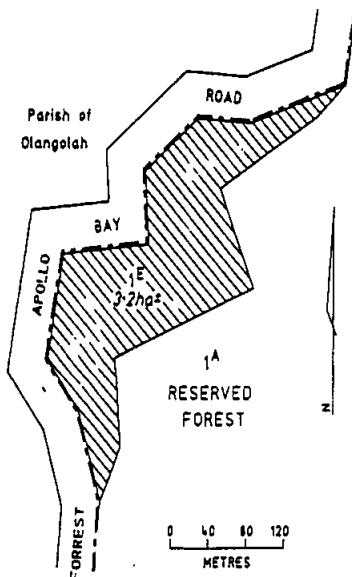 ROAD
Parish of
Olangolah
BAY
APOLLO
1E
3·2ha±
1A
RESERVED
FOREST
N
FORREST
0 40 80 120
METRES